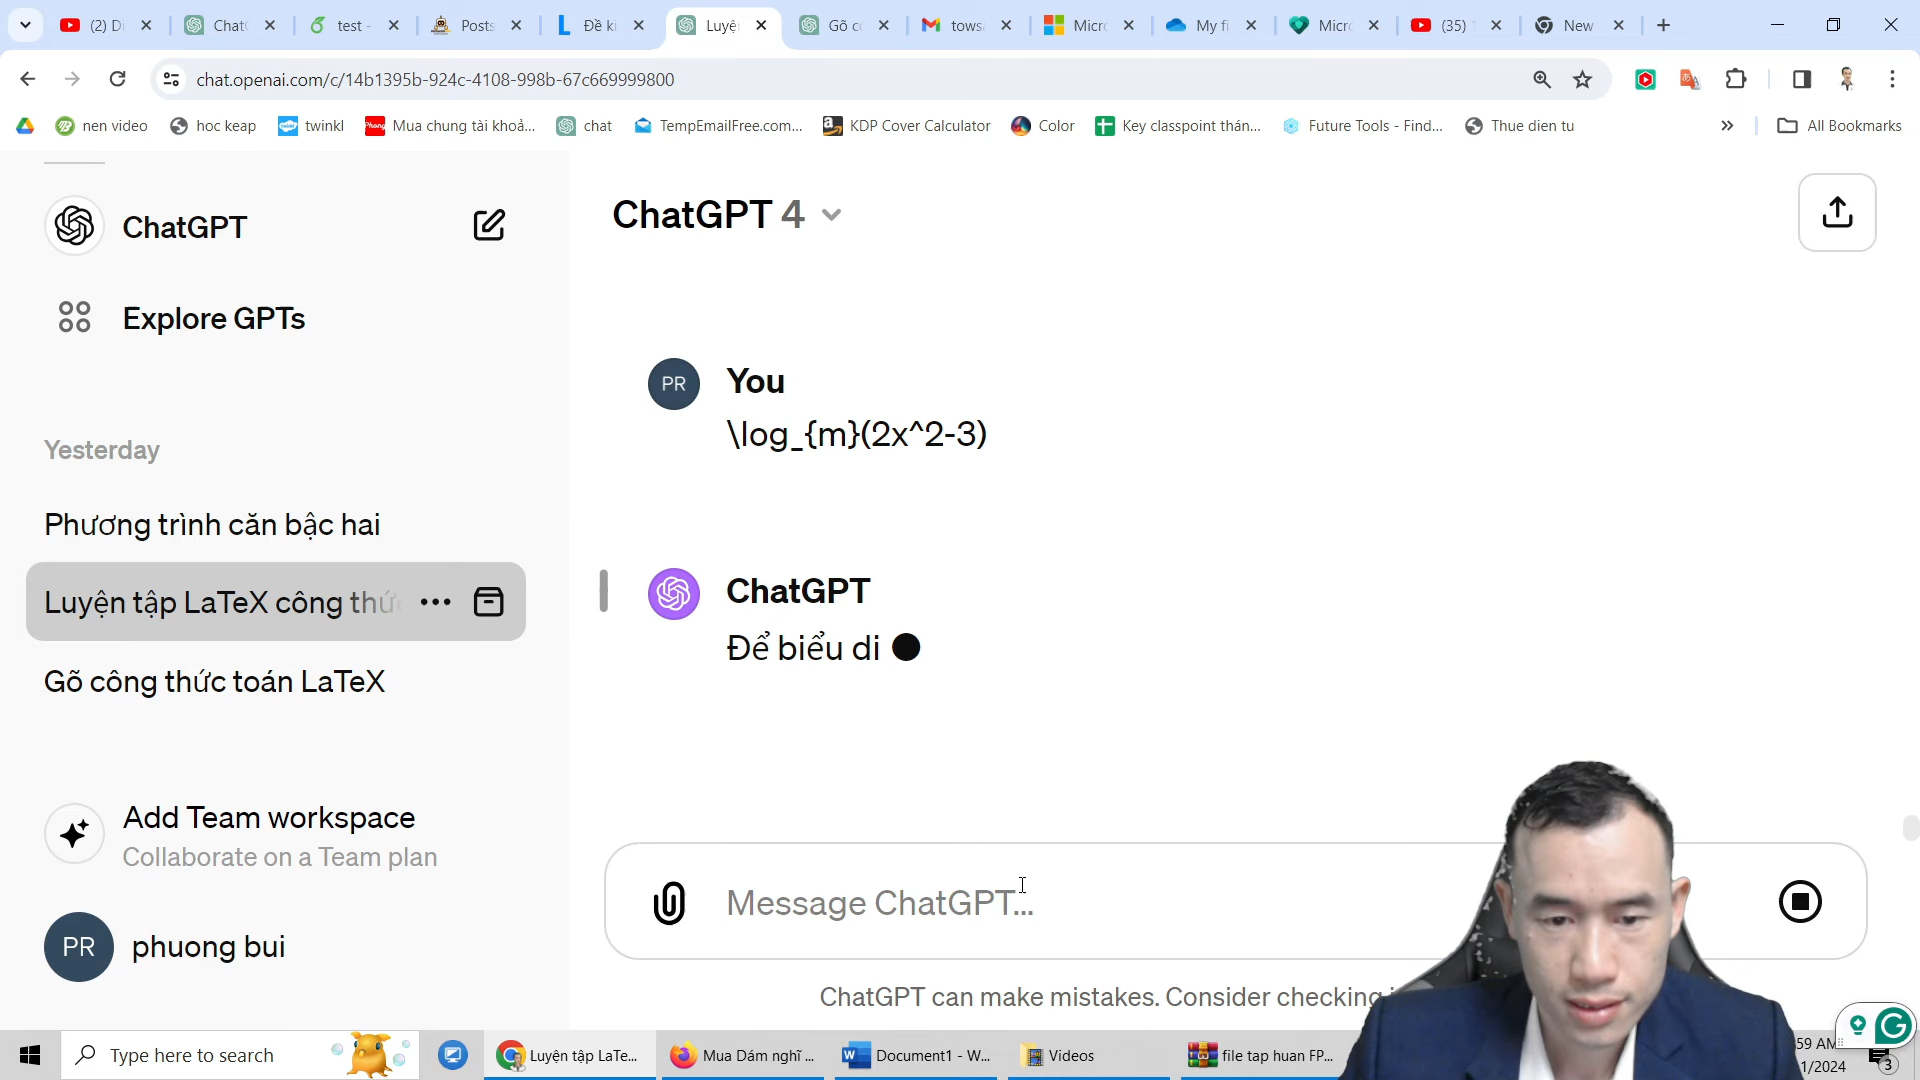 (2) D
Chat
test -
Posts
Đề ki
Luyệ
Gõ c
tows
Micr
My fi
Micr
(35)
New
chat.openai.com/c/14b1395b-924c-4108-998b-67c669999800
nen video
hoc keap
twinkl
Mua chung tài khoả...
chat
TempEmailFree.com...
KDP Cover Calculator
Color
Key classpoint thán...
Future Tools - Find...
Thue dien tu
All Bookmarks
ChatGPT
Explore GPTs
Yesterday
Phương trình căn bậc hai
Luyện tập LaTeX công thức
Gõ công thức toán LaTeX
Add Team workspace
Collaborate on a Team plan
PR
phuong bui
ChatGPT 4
PR
You
\log_{m}(2x^2-3)
ChatGPT
Để biểu di
Message ChatGPT...
ChatGPT can make mistakes. Consider checking
Type here to search
Luyện tập LaTe...
Mua Dám nghĩ ...
Document1 - W...
Videos
file tap huan FP...
59 AM
1/2024
3